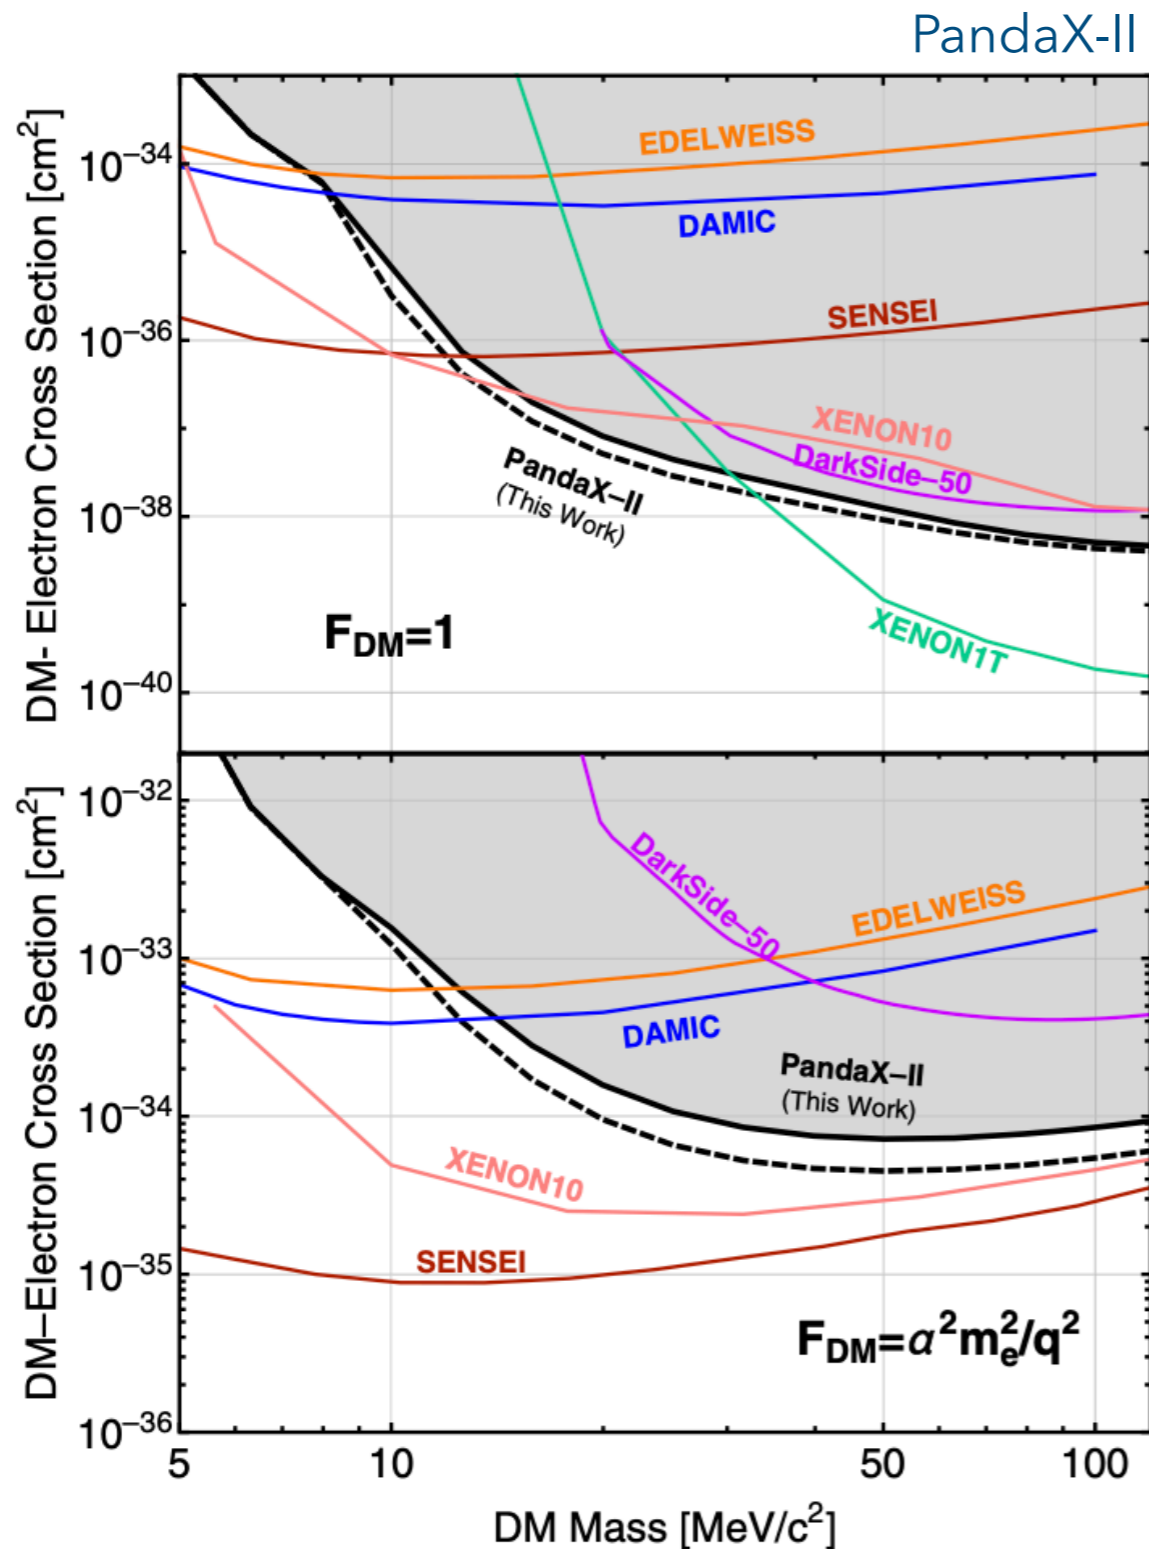 PandaX-II
DM- Electron Cross Section [cm²]
10⁻³⁴
10⁻³⁶
10⁻³⁸
10⁻⁴⁰
EDELWEISS
DAMIC
SENSEI
XENON10
DarkSide–50
PandaX–II
(This Work)
XENON1T
F_DM=1
DM–Electron Cross Section [cm²]
10⁻³²
10⁻³³
10⁻³⁴
10⁻³⁵
10⁻³⁶
DarkSide–50
EDELWEISS
DAMIC
PandaX–II
(This Work)
XENON10
SENSEI
F_DM=α²m_e²/q²
5 10 50 100
DM Mass [MeV/c²]